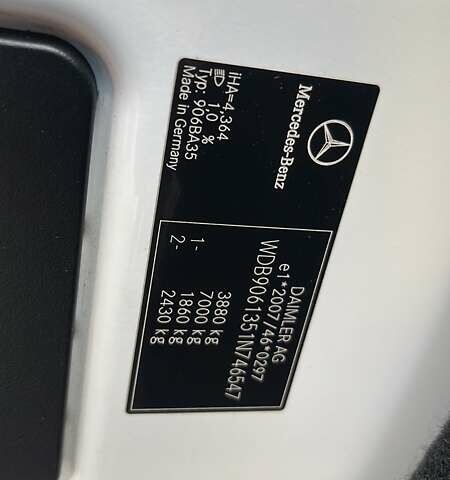 Mercedes-Benz
iHA=4,364
1,0 %
Typ: 906BA35
Made in Germany
DAIMLER AG
e1*2007/46*0297
WDB9061351N746547
3880 kg
7000 kg
1- 1860 kg
2- 2430 kg